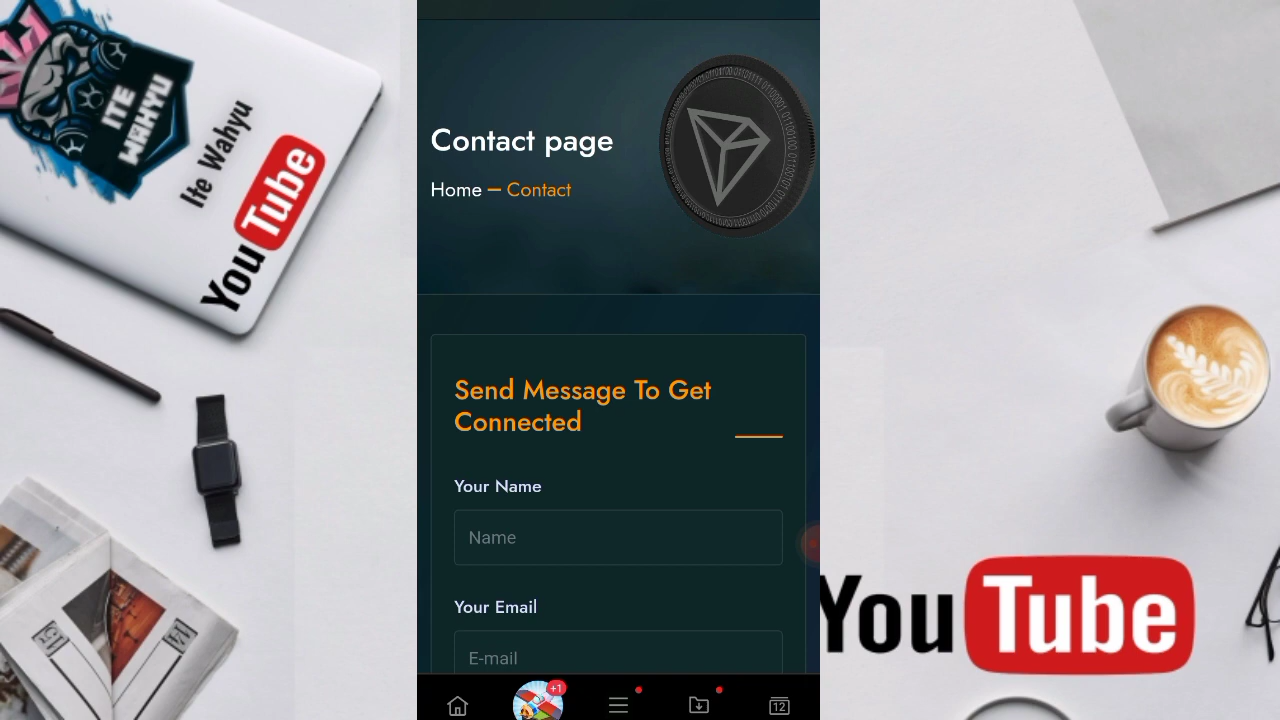 ITE
WAHYU
Ite Wahyu
YouTube
Contact page
Home — Contact
Send Message To Get
Connected
Your Name
Name
Your Email
E-mail
+1
12
YouTube